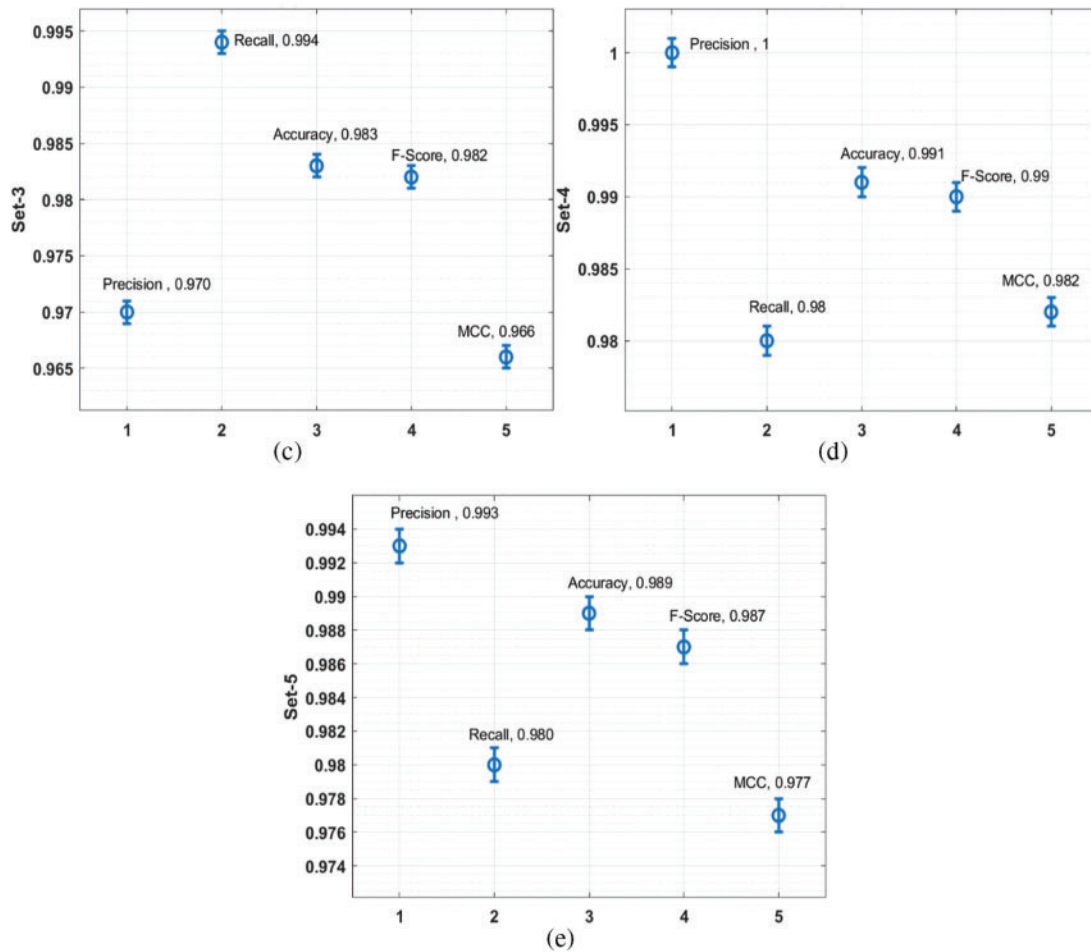 0.995
0.99
0.985
0.98
0.975
0.97
0.965
Set-3
Recall, 0.994
Accuracy, 0.983
F-Score, 0.982
Precision , 0.970
MCC, 0.966
1 2 3 4 5
(c)
1
0.995
0.99
0.985
0.98
Set-4
Precision , 1
Accuracy, 0.991
F-Score, 0.99
MCC, 0.982
Recall, 0.98
1 2 3 4 5
(d)
0.994
0.992
0.99
0.988
0.986
0.984
0.982
0.98
0.978
0.976
0.974
Set-5
Precision , 0.993
Accuracy, 0.989
F-Score, 0.987
Recall, 0.980
MCC, 0.977
1 2 3 4 5
(e)